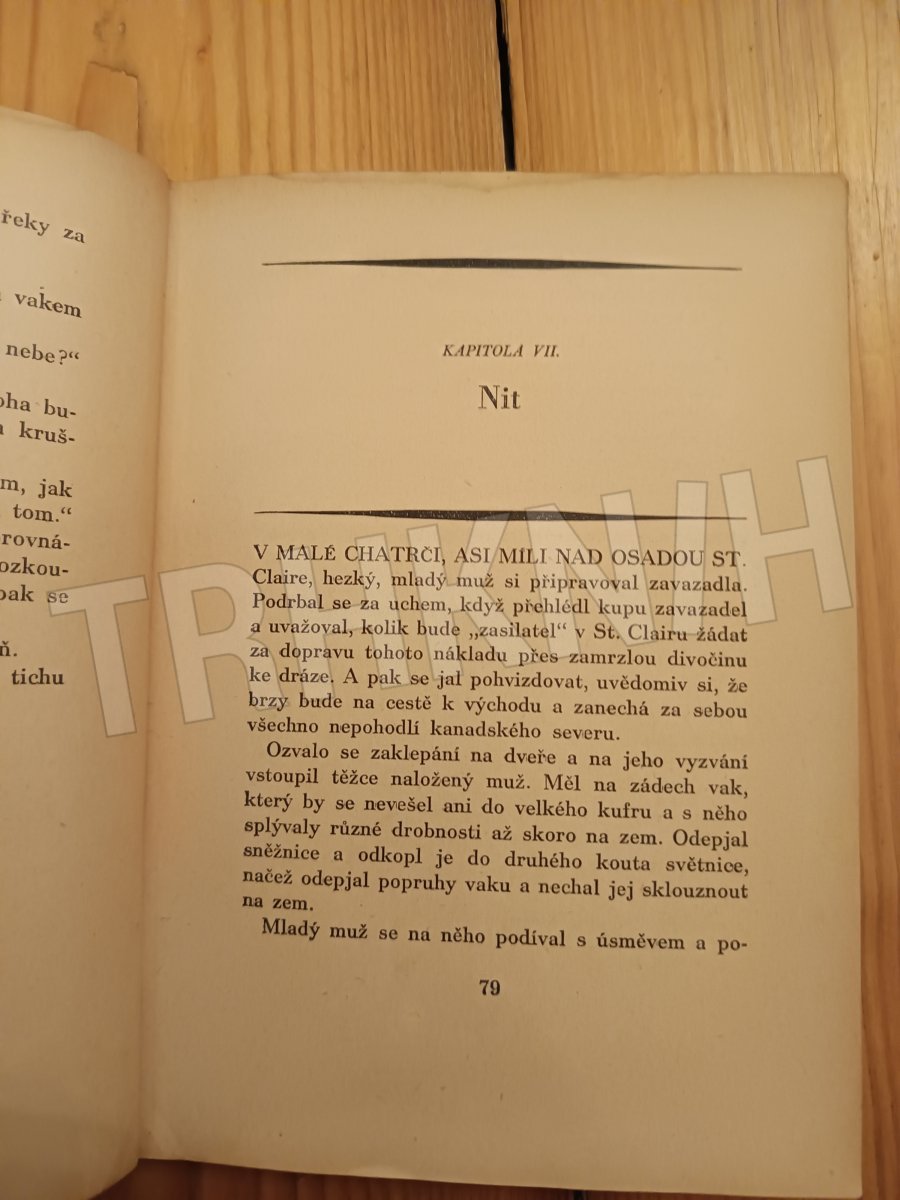 řeky za
vakem
nebe?“
oha bu-
kruš-
m, jak
tom.“
rovná-
ozkou-
pak se
ň.
tichu
KAPITOLA VII.
Nit
V MALÉ CHATRČI, ASI MÍLI NAD OSADOU ST.
Claire, hezký, mladý muž si připravoval zavazadla.
Podrbal se za uchem, když přehlédl kupu zavazadel
a uvažoval, kolik bude „zasilatel“ v St. Clairu žádat
za dopravu tohoto nákladu přes zamrzlou divočinu
ke dráze. A pak se jal pohvizdovat, uvědomiv si, že
brzy bude na cestě k východu a zanechá za sebou
všechno nepohodlí kanadského severu.
Ozvalo se zaklepání na dveře a na jeho vyzvání
vstoupil těžce naložený muž. Měl na zádech vak,
který by se nevešel ani do velkého kufru a s něho
splývaly různé drobnosti až skoro na zem. Odepjal
sněžnice a odkopl je do druhého kouta světnice,
načež odepjal popruhy vaku a nechal jej sklouznout
na zem.
Mladý muž se na něho podíval s úsměvem a po-
79
TRHKNIH